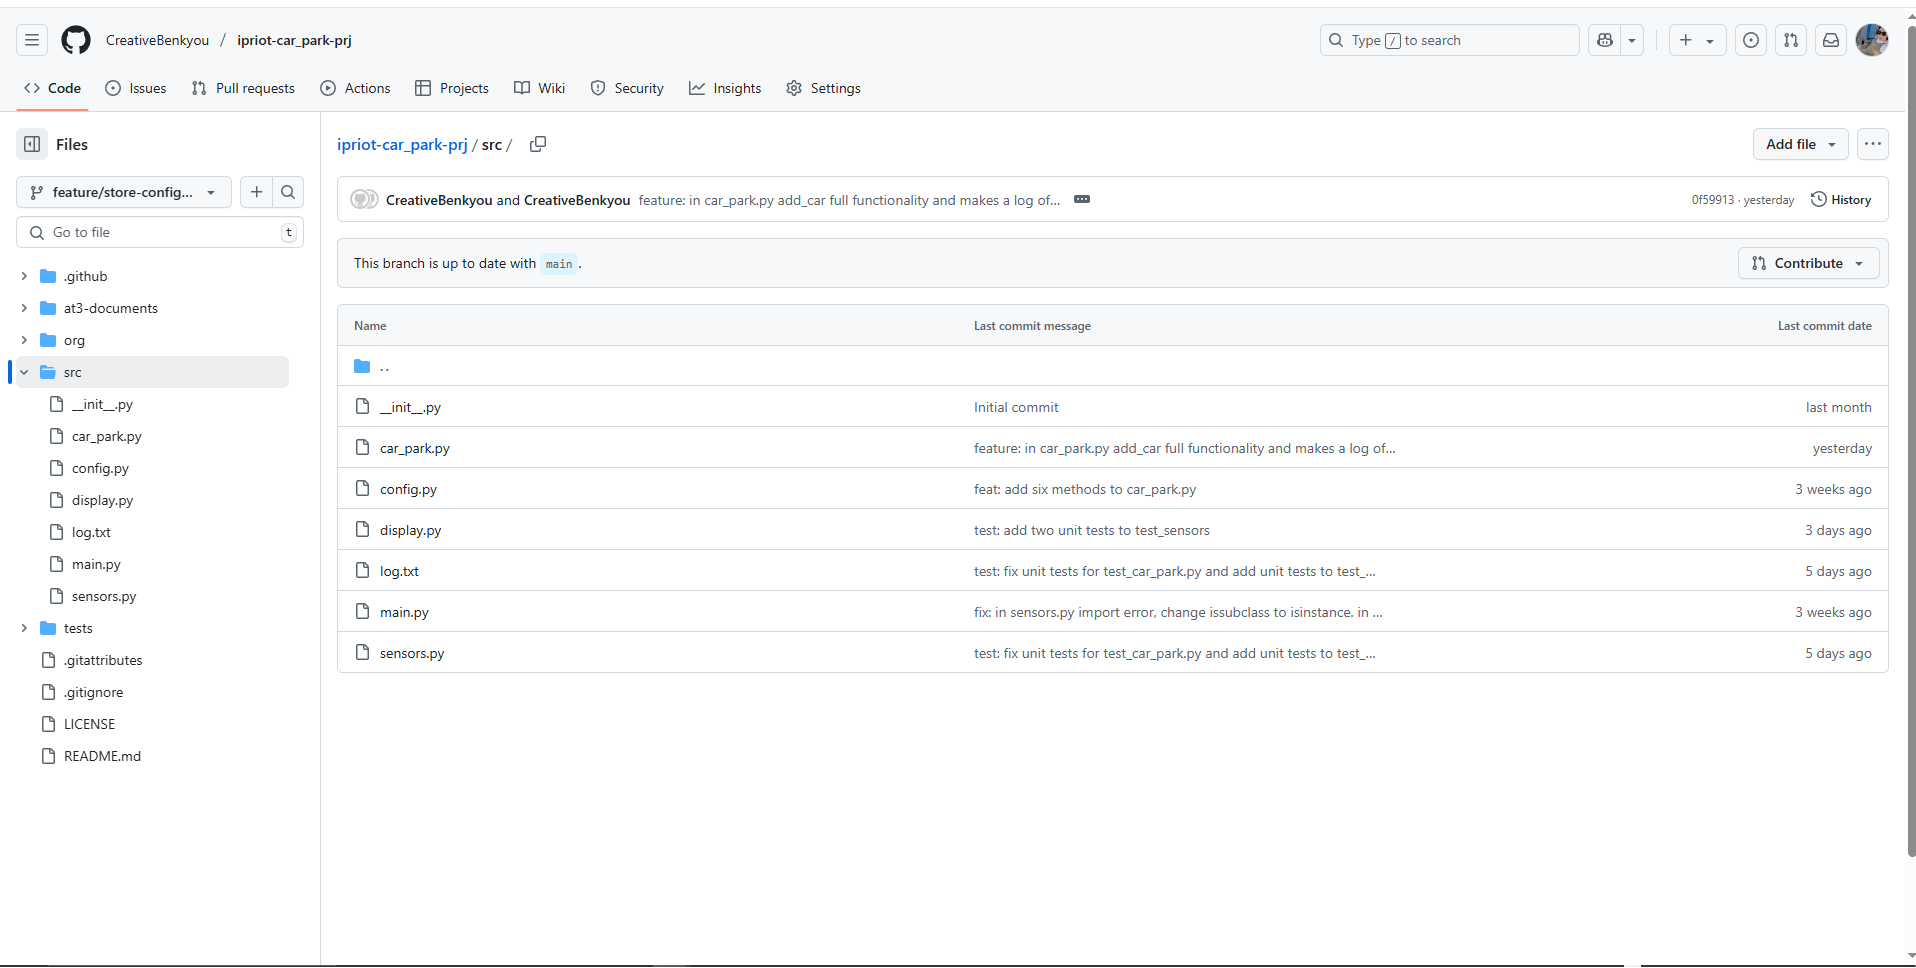 CreativeBenkyou / ipriot-car_park-prj
Type / to search
Code Issues Pull requests Actions Projects Wiki Security Insights Settings
Files
feature/store-config...
Go to file t
.github
at3-documents
org
src
__init__.py
car_park.py
config.py
display.py
log.txt
main.py
sensors.py
tests
.gitattributes
.gitignore
LICENSE
README.md
ipriot-car_park-prj / src /
Add file
CreativeBenkyou and CreativeBenkyou feature: in car_park.py add_car full functionality and makes a log of...
0f59913 · yesterday History
This branch is up to date with main .
Contribute
Name Last commit message Last commit date
..
__init__.py Initial commit last month
car_park.py feature: in car_park.py add_car full functionality and makes a log of... yesterday
config.py feat: add six methods to car_park.py 3 weeks ago
display.py test: add two unit tests to test_sensors 3 days ago
log.txt test: fix unit tests for test_car_park.py and add unit tests to test_... 5 days ago
main.py fix: in sensors.py import error, change issubclass to isinstance. in ... 3 weeks ago
sensors.py test: fix unit tests for test_car_park.py and add unit tests to test_... 5 days ago